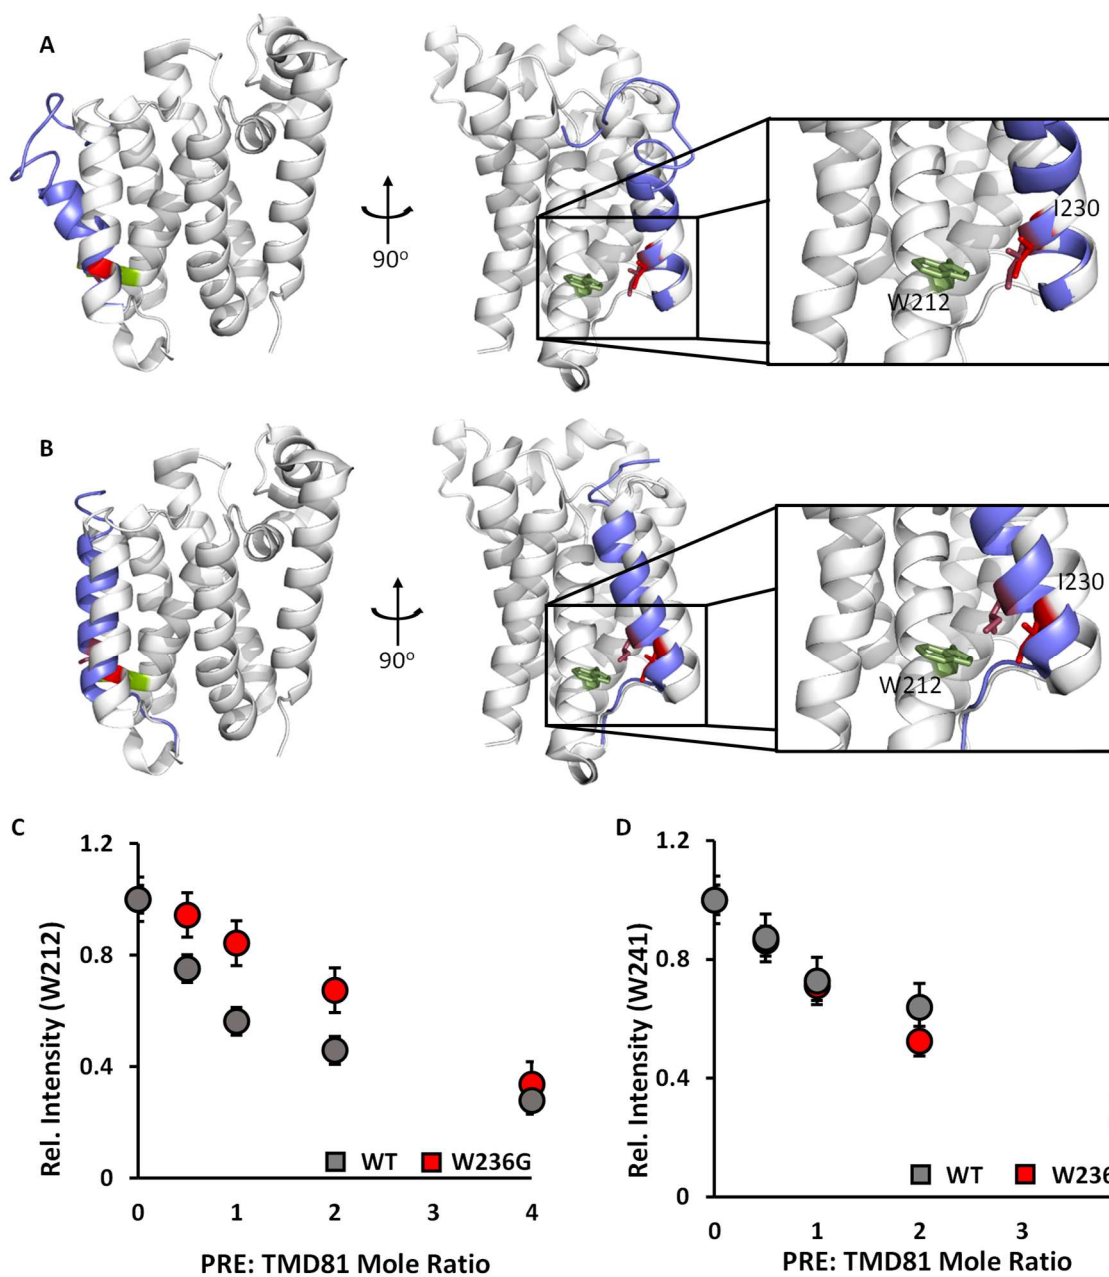 A
90°
I230
W212
B
90°
I230
W212
C
1.2
0.8
0.4
0
Rel. Intensity (W212)
WT
W236G
0
1
2
3
4
PRE: TMD81 Mole Ratio
D
1.2
0.8
0.4
0
Rel. Intensity (W241)
WT
W236
0
1
2
3
PRE: TMD81 Mole Ratio